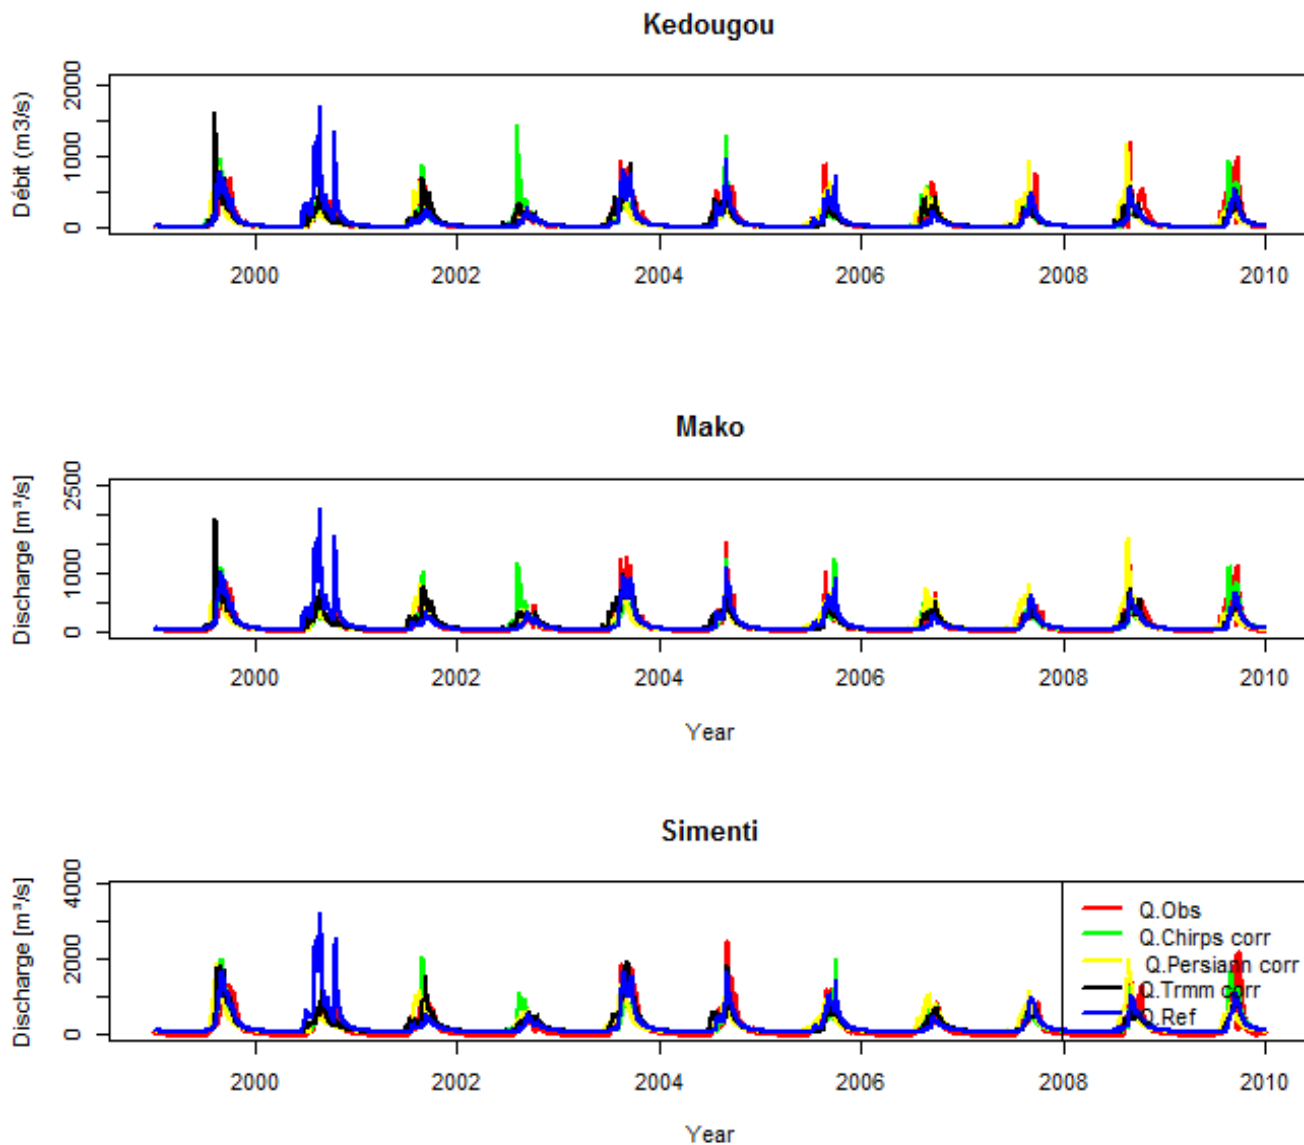 Kedougou
Débit (m3/s)
2000
1000
0
2000 2002 2004 2006 2008 2010
Mako
Discharge [m³/s]
2500
1000
0
2000 2002 2004 2006 2008 2010
Year
Simenti
Discharge [m³/s]
4000
2000
0
Q.Obs
Q.Chirps corr
Q.Persiann corr
Q.Trmm corr
Q.Ref
2000 2002 2004 2006 2008 2010
Year